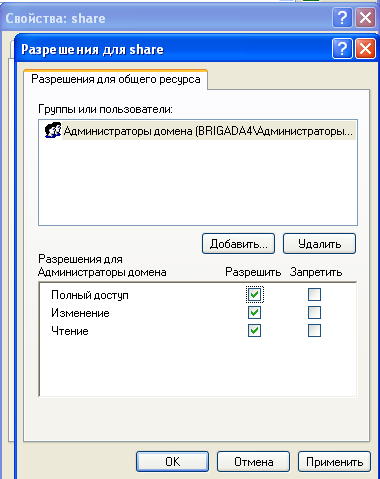 Свойства: share
Разрешения для share
Разрешения для общего ресурса
Группы или пользователи:
Администраторы домена (BRIGADA4\Администраторы...
Добавить... Удалить
Разрешения для
Администраторы домена Разрешить Запретить
Полный доступ
Изменение
Чтение
OK Отмена Применить